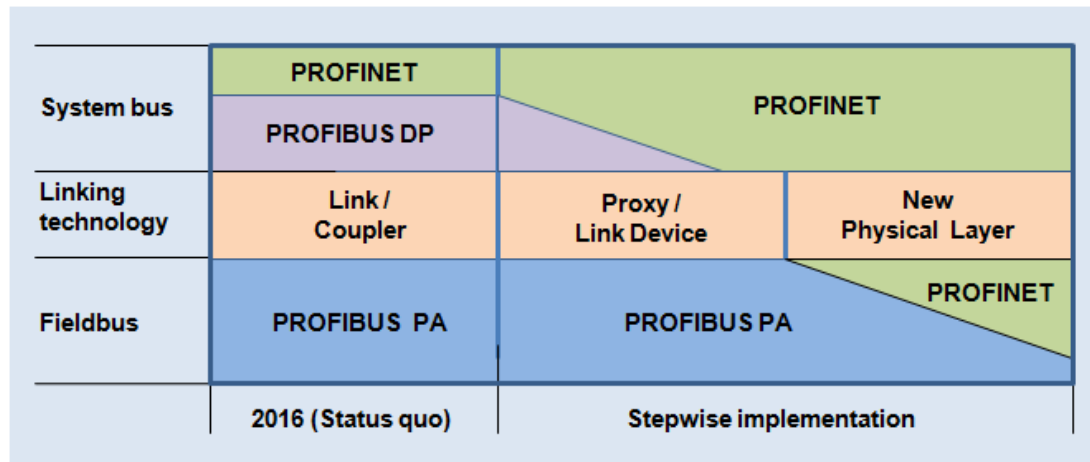 System bus
PROFINET
PROFIBUS DP
PROFINET
Linking
technology
Link /
Coupler
Proxy /
Link Device
New
Physical Layer
Fieldbus
PROFIBUS PA
PROFIBUS PA
PROFINET
2016 (Status quo)
Stepwise implementation